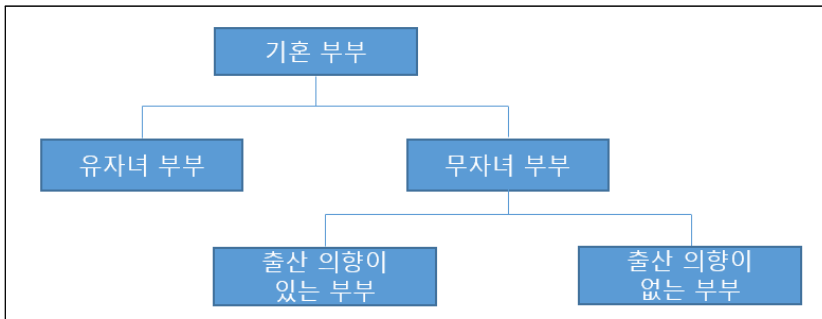 기혼 부부
유자녀 부부
무자녀 부부
출산 의향이
있는 부부
출산 의향이
없는 부부